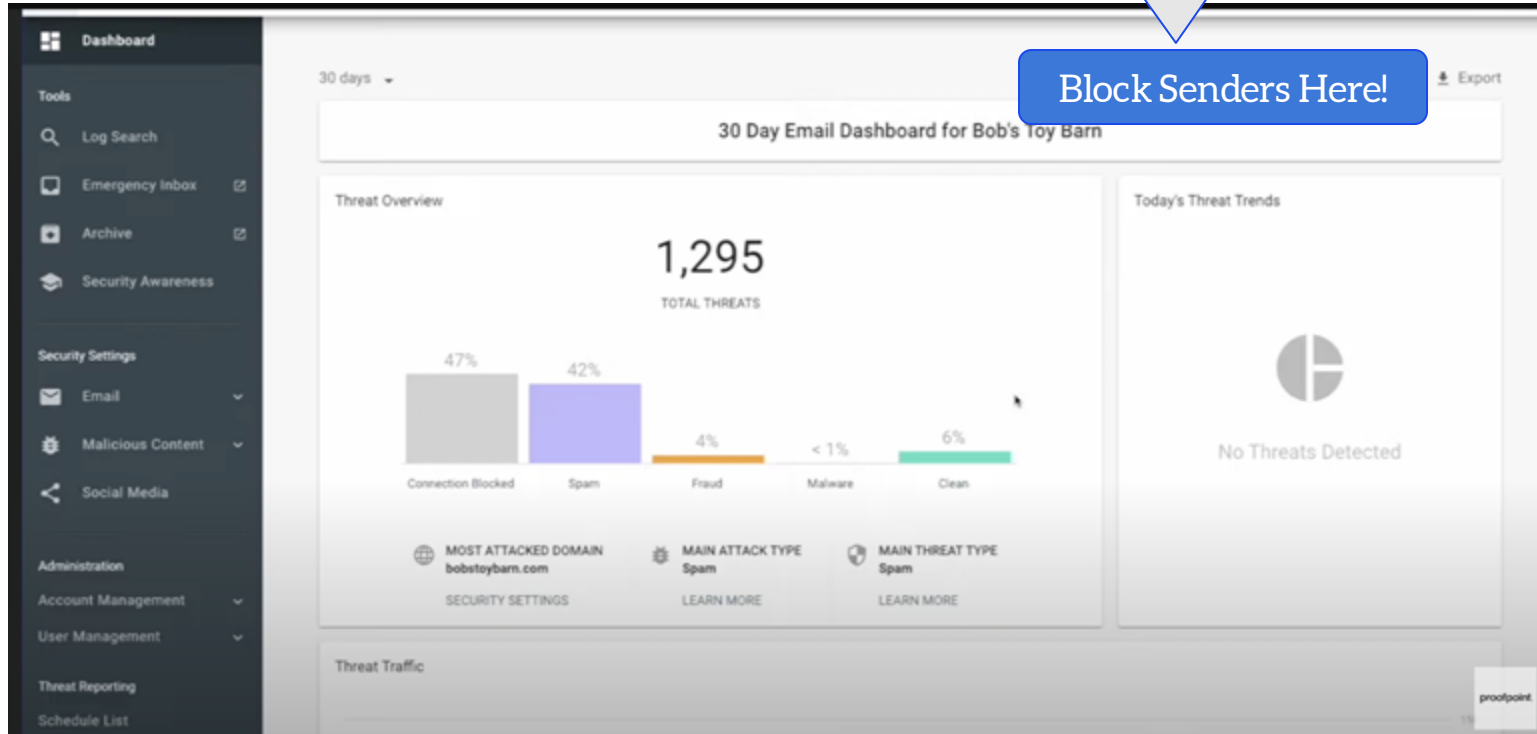 Dashboard
Tools
Log Search
Emergency Inbox
Archive
Security Awareness
Security Settings
Email
Malicious Content
Social Media
Administration
Account Management
User Management
Threat Reporting
Schedule List
Block Senders Here!
30 days
Export
30 Day Email Dashboard for Bob's Toy Barn
Threat Overview
1,295
TOTAL THREATS
47%
42%
4%
< 1%
6%
Connection Blocked
Spam
Fraud
Malware
Clean
MOST ATTACKED DOMAIN
bobstoybarn.com
SECURITY SETTINGS
MAIN ATTACK TYPE
Spam
LEARN MORE
MAIN THREAT TYPE
Spam
LEARN MORE
Today's Threat Trends
No Threats Detected
Threat Traffic
proofpoint.